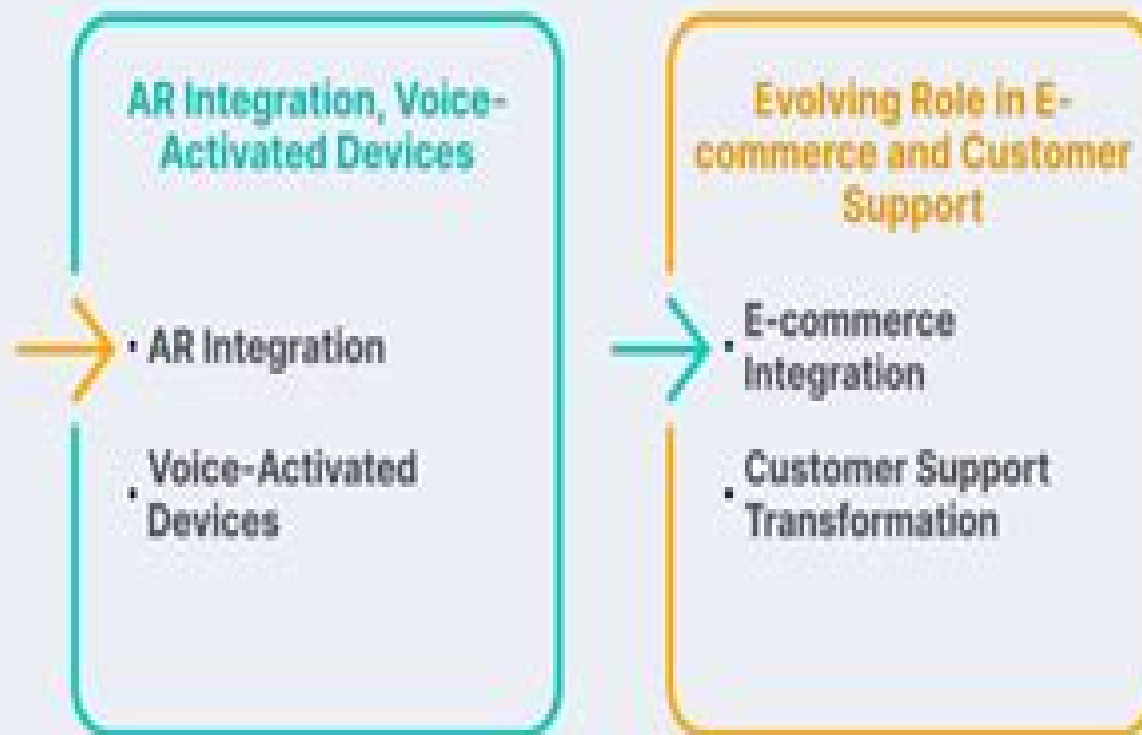 AR Integration, Voice-
Activated Devices
· AR Integration
· Voice-Activated
Devices
Evolving Role in E-
commerce and Customer
Support
· E-commerce
Integration
· Customer Support
Transformation